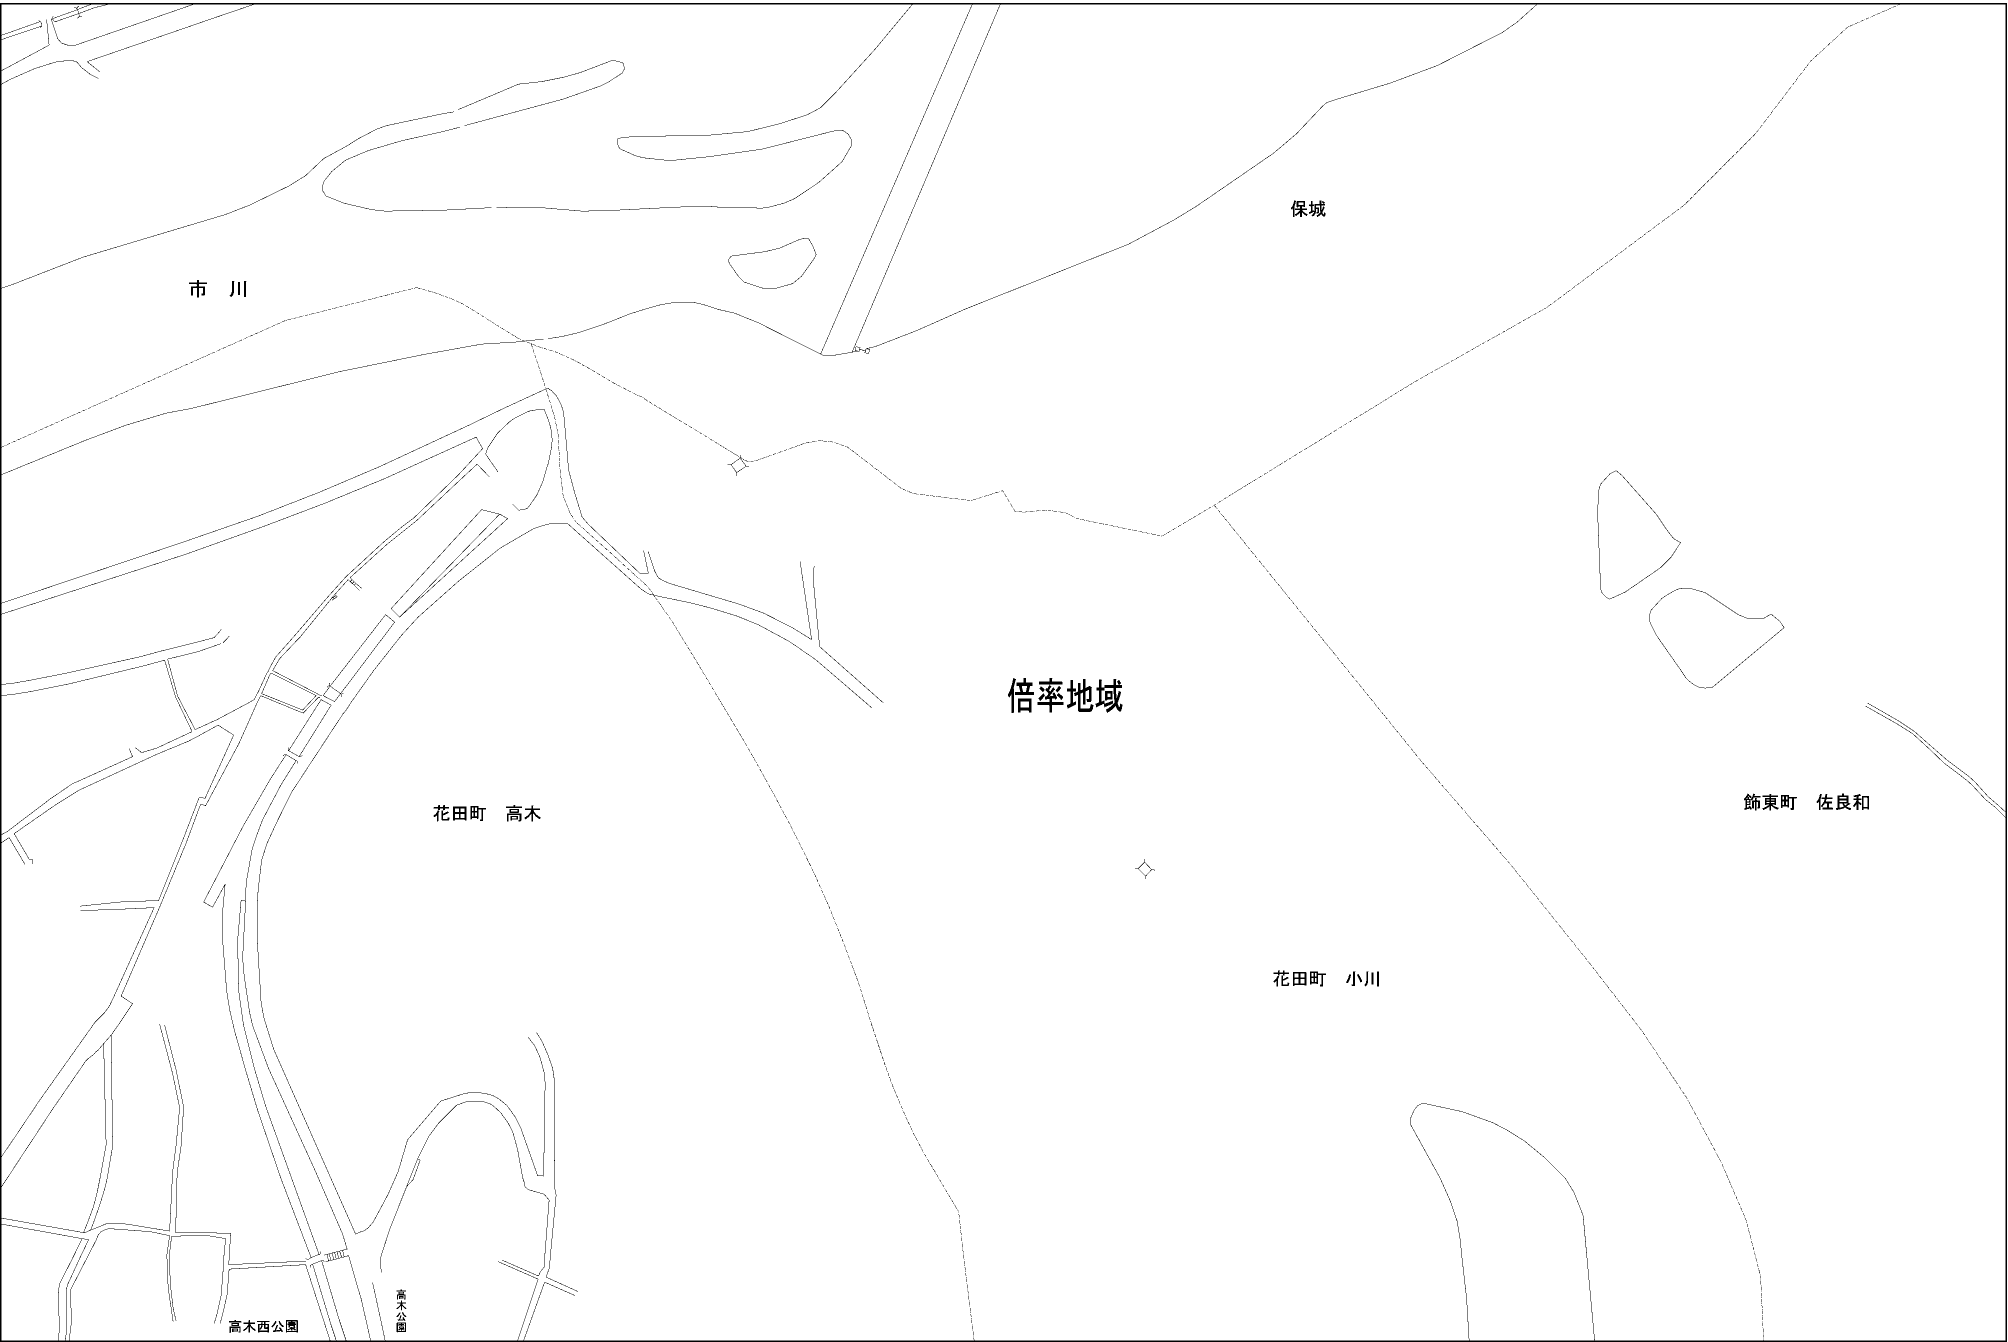 保城
市　川
倍率地域
飾東町　佐良和
花田町　高木
花田町　小川
高木公園
高木西公園